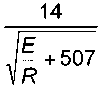 14
√(E/R + 507)